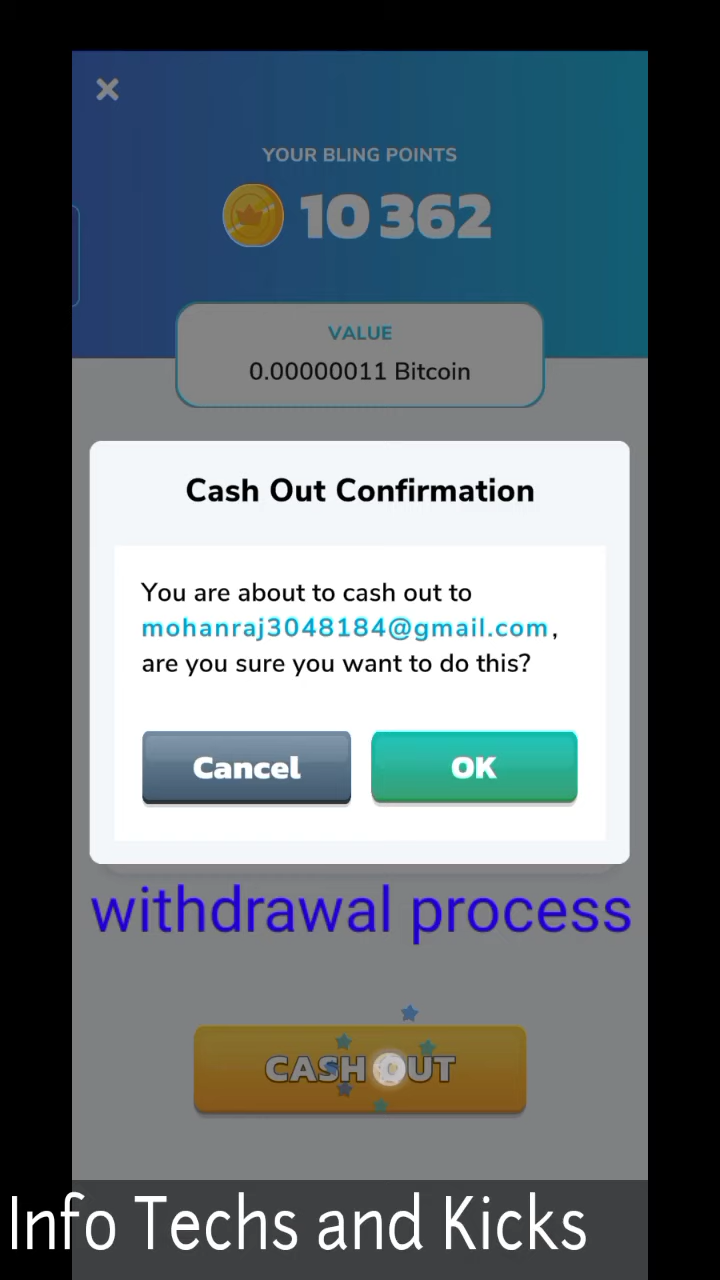 YOUR BLING POINTS
10 362
VALUE
0.00000011 Bitcoin
Cash Out Confirmation
You are about to cash out to
mohanraj3048184@gmail.com,
are you sure you want to do this?
Cancel OK
withdrawal process
CASH OUT
Info Techs and Kicks